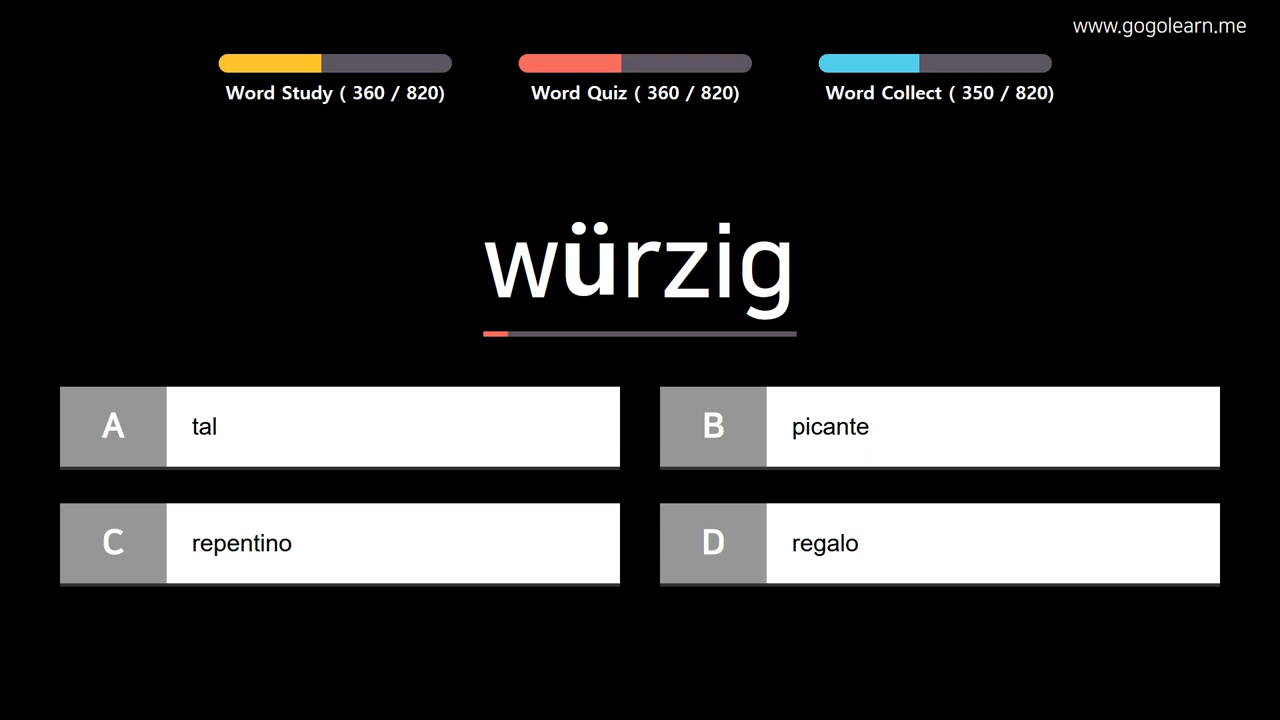 www.gogolearn.me
Word Study ( 360 / 820)
Word Quiz ( 360 / 820)
Word Collect ( 350 / 820)
würzig
A
tal
B
picante
C
repentino
D
regalo